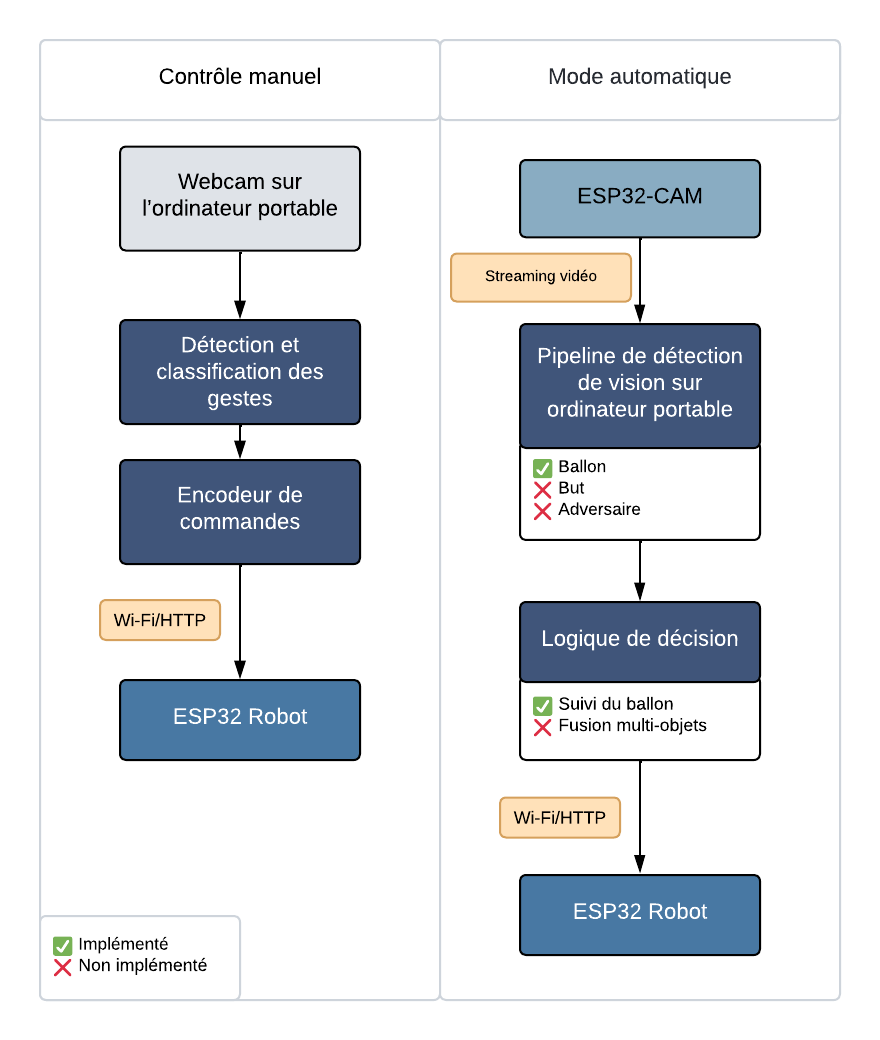 Contrôle manuel
Webcam sur
l’ordinateur portable
Détection et
classification des
gestes
Encodeur de
commandes
Wi-Fi/HTTP
ESP32 Robot
✅ Implémenté
❌ Non implémenté
Mode automatique
ESP32-CAM
Streaming vidéo
Pipeline de détection
de vision sur
ordinateur portable
✅ Ballon
❌ But
❌ Adversaire
Logique de décision
✅ Suivi du ballon
❌ Fusion multi-objets
Wi-Fi/HTTP
ESP32 Robot